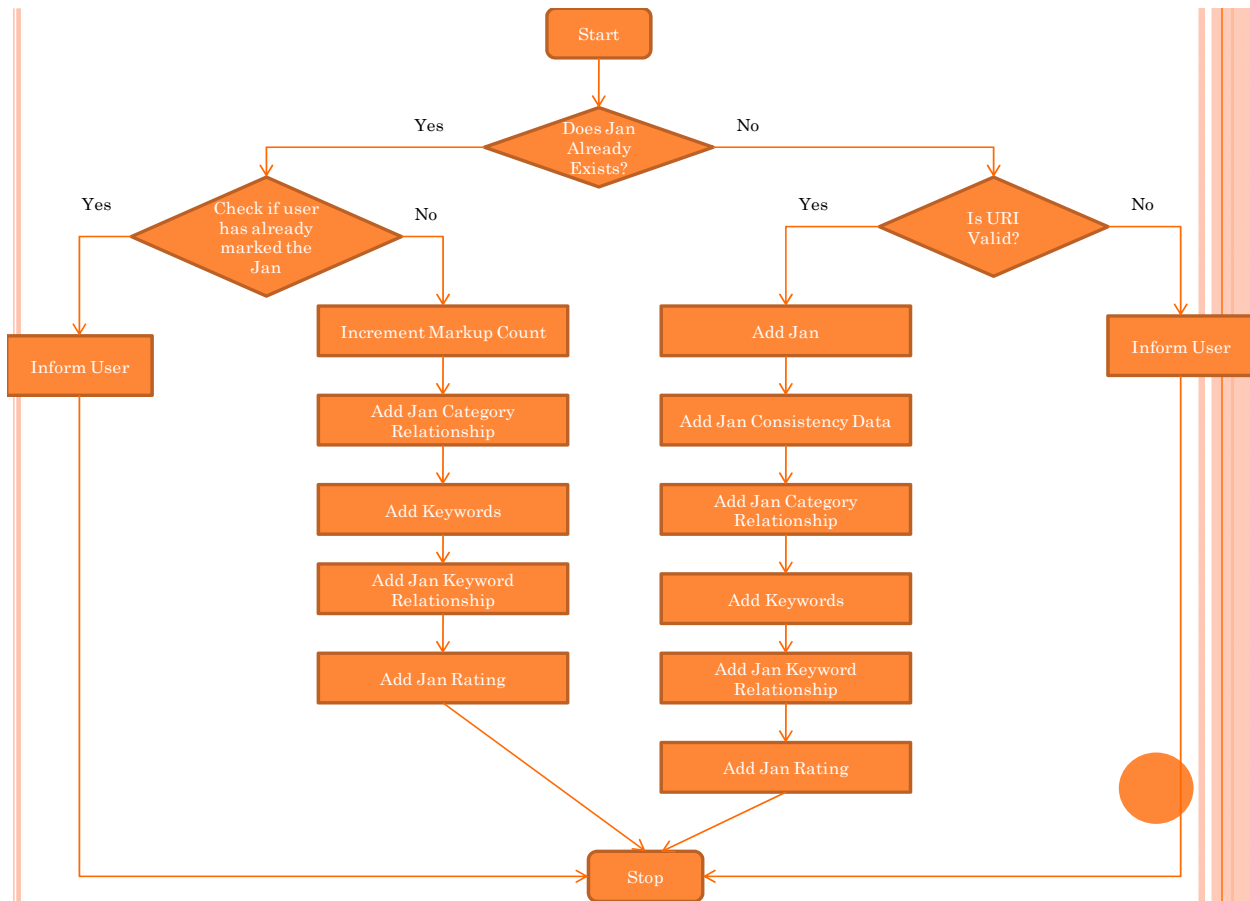 Start
Does Jan
Already
Exists?
Yes
No
Check if user
has already
marked the
Jan
Yes
No
Is URI
Valid?
Yes
No
Inform User
Increment Markup Count
Add Jan Category
Relationship
Add Keywords
Add Jan Keyword
Relationship
Add Jan Rating
Add Jan
Add Jan Consistency Data
Add Jan Category
Relationship
Add Keywords
Add Jan Keyword
Relationship
Add Jan Rating
Inform User
Stop